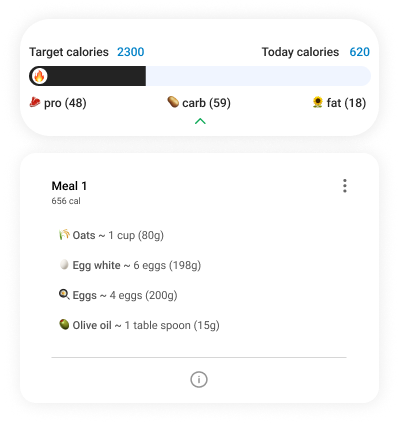 Target calories 2300 Today calories 620
pro (48) carb (59) fat (18)
Meal 1
656 cal
Oats ~ 1 cup (80g)
Egg white ~ 6 eggs (198g)
Eggs ~ 4 eggs (200g)
Olive oil ~ 1 table spoon (15g)